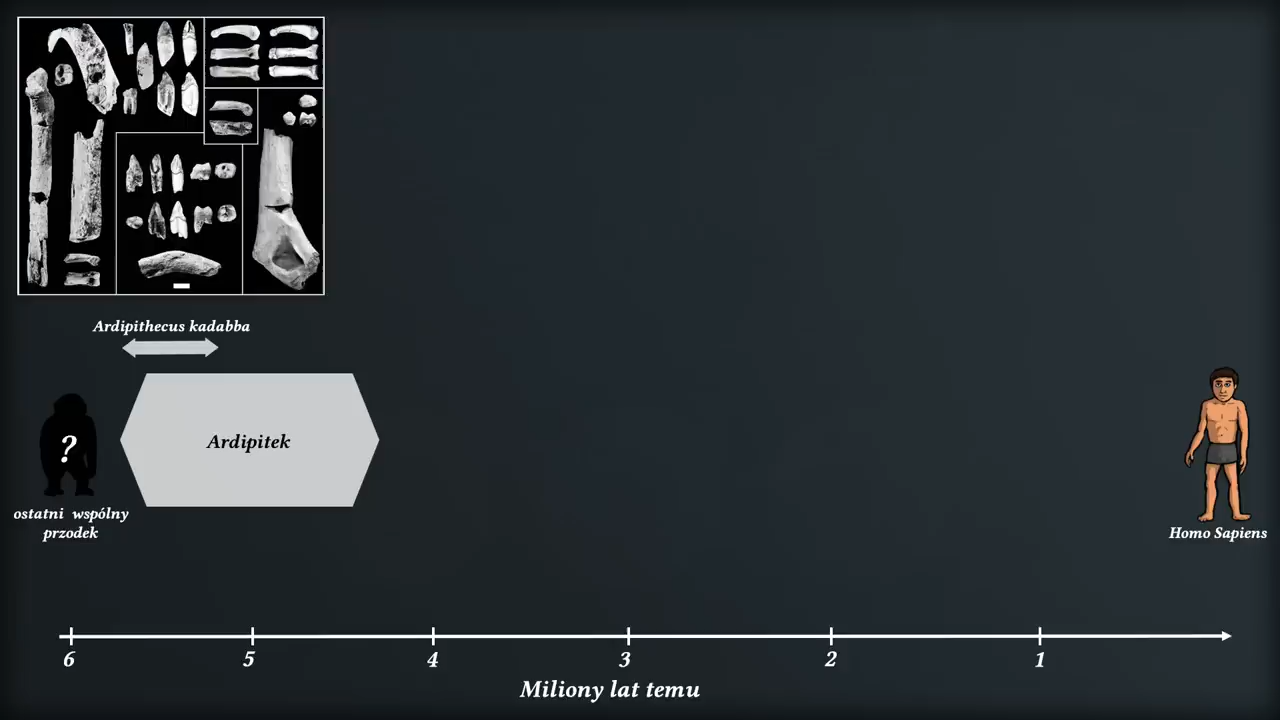 Ardipithecus kadabba
Ardipitek
?
ostatni wspólny
przodek
Homo Sapiens
6 5 4 3 2 1
Miliony lat temu